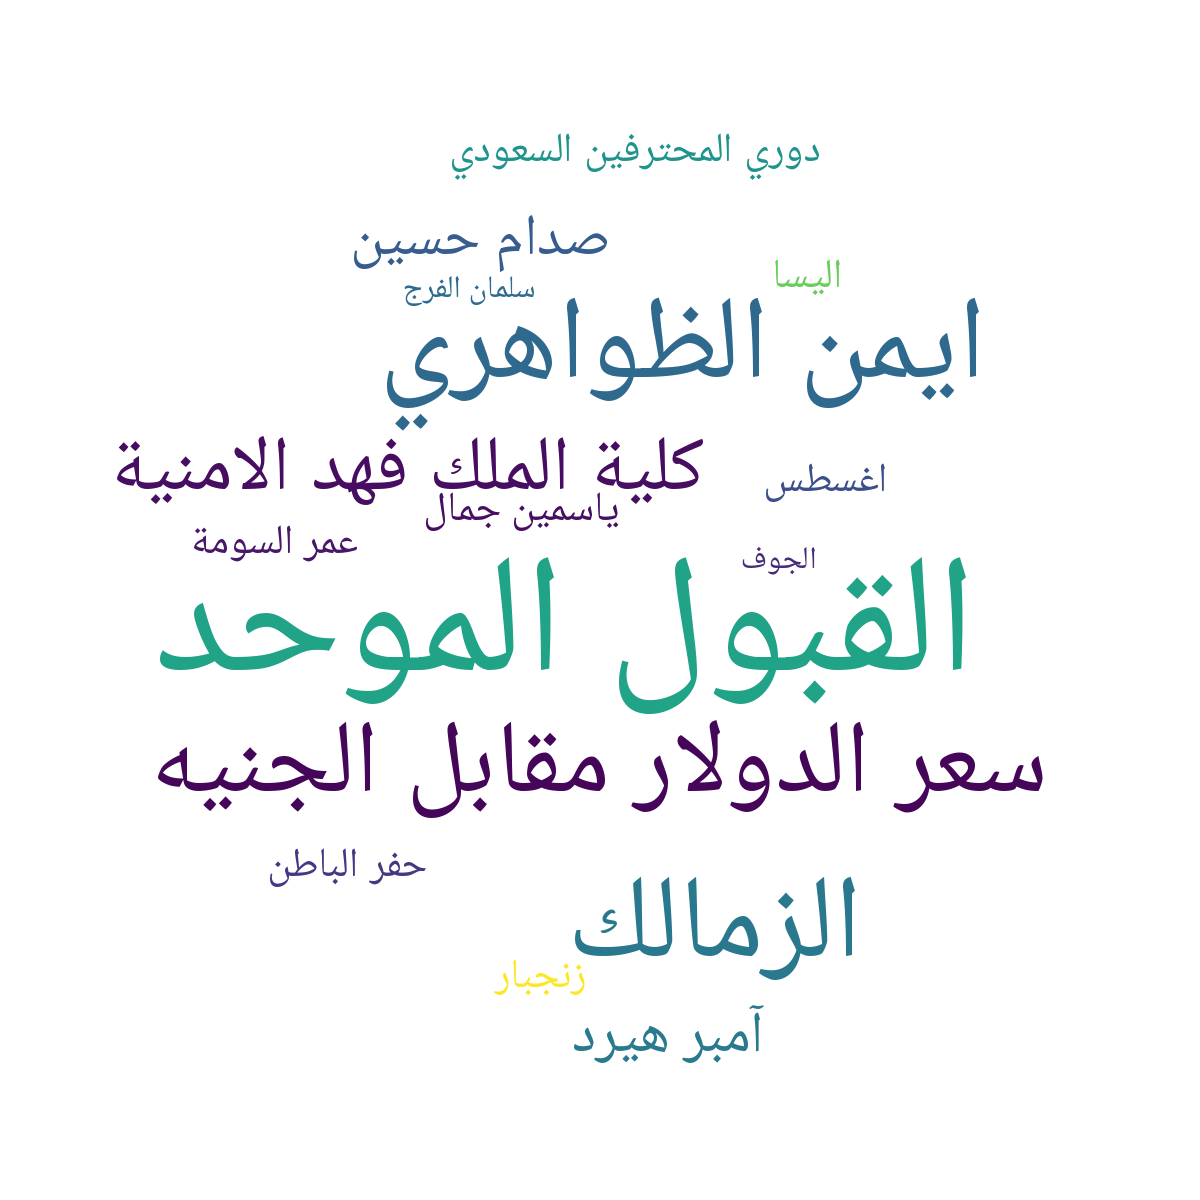 دوري المحترفين السعودي
صدام حسين
اليسا
سلمان الفرج
ايمن الظواهري
كلية الملك فهد الامنية
اغسطس
ياسمين جمال
عمر السومة
الجوف
القبول الموحد
سعر الدولار مقابل الجنيه
حفر الباطن
الزمالك
زنجبار
آمبر هيرد